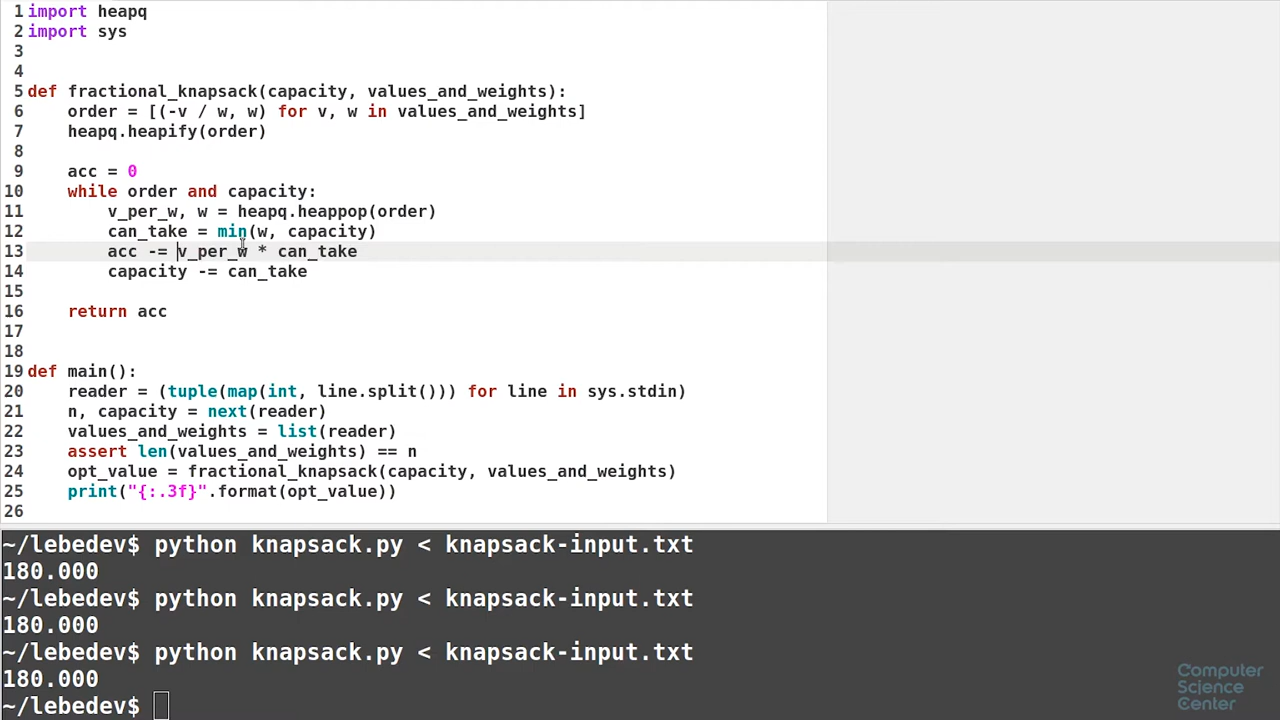 1 import heapq
2 import sys
3
4
5 def fractional_knapsack(capacity, values_and_weights):
6     order = [(-v / w, w) for v, w in values_and_weights]
7     heapq.heapify(order)
8
9     acc = 0
10     while order and capacity:
11         v_per_w, w = heapq.heappop(order)
12         can_take = min(w, capacity)
13         acc -= v_per_w * can_take
14         capacity -= can_take
15
16     return acc
17
18
19 def main():
20     reader = (tuple(map(int, line.split())) for line in sys.stdin)
21     n, capacity = next(reader)
22     values_and_weights = list(reader)
23     assert len(values_and_weights) == n
24     opt_value = fractional_knapsack(capacity, values_and_weights)
25     print("{:.3f}".format(opt_value))
26
~/lebedev$ python knapsack.py < knapsack-input.txt
180.000
~/lebedev$ python knapsack.py < knapsack-input.txt
180.000
~/lebedev$ python knapsack.py < knapsack-input.txt
180.000
~/lebedev$
Computer
Science
Center